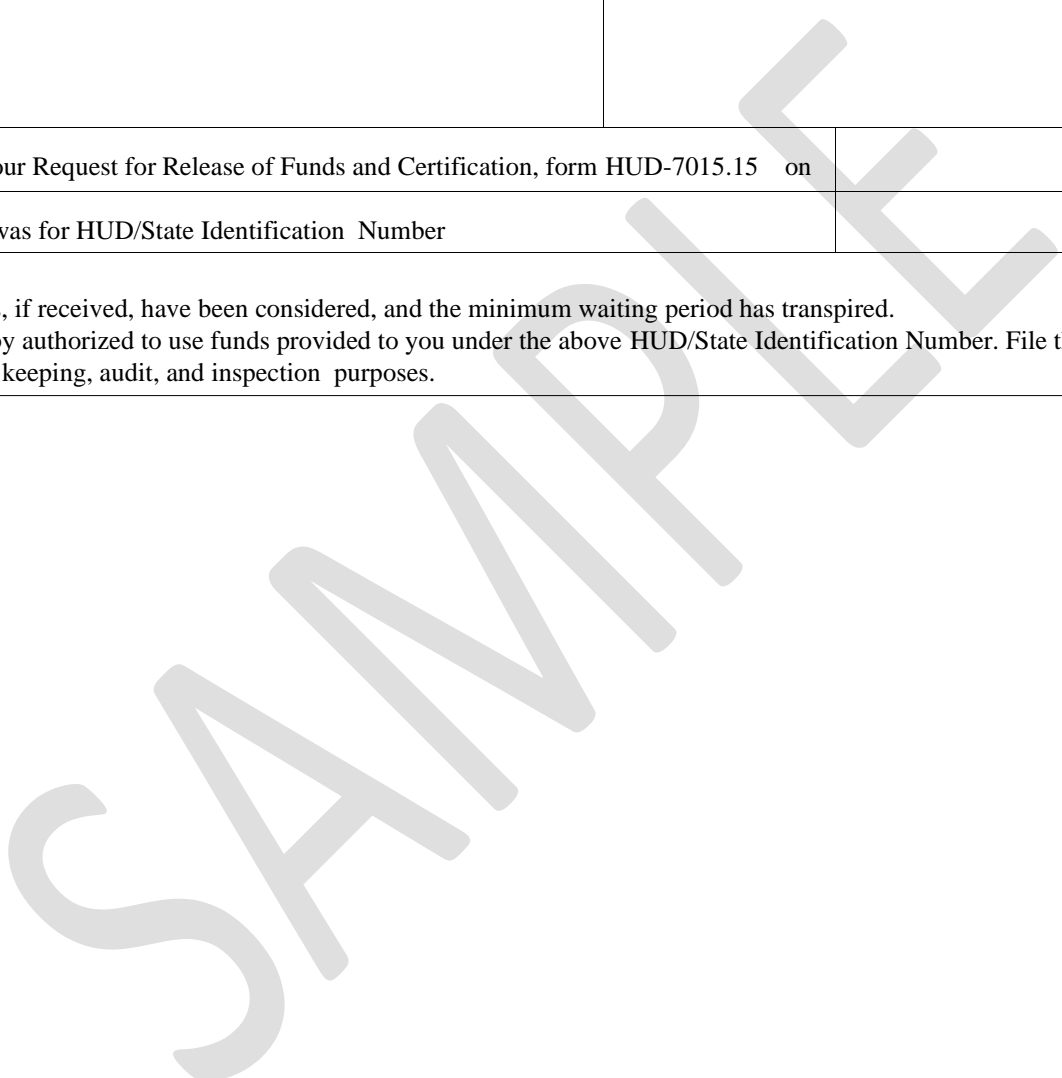 our Request for Release of Funds and Certification, form HUD-7015.15 on
was for HUD/State Identification Number
, if received, have been considered, and the minimum waiting period has transpired.
by authorized to use funds provided to you under the above HUD/State Identification Number. File
keeping, audit, and inspection purposes.
SAMPLE